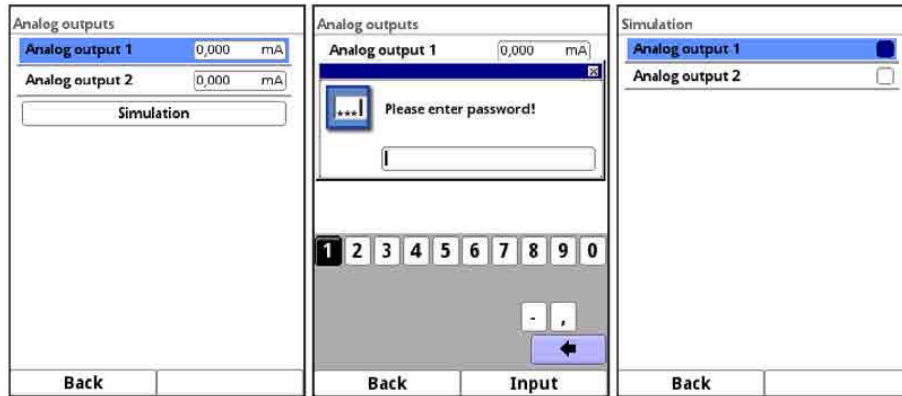 Analog outputs
Analog output 1 0,000 mA
Analog output 2 0,000 mA
Simulation
Back
Analog outputs
Analog output 1 0,000 mA
***
Please enter password!
1 2 3 4 5 6 7 8 9 0
- ,
Back Input
Simulation
Analog output 1
Analog output 2
Back